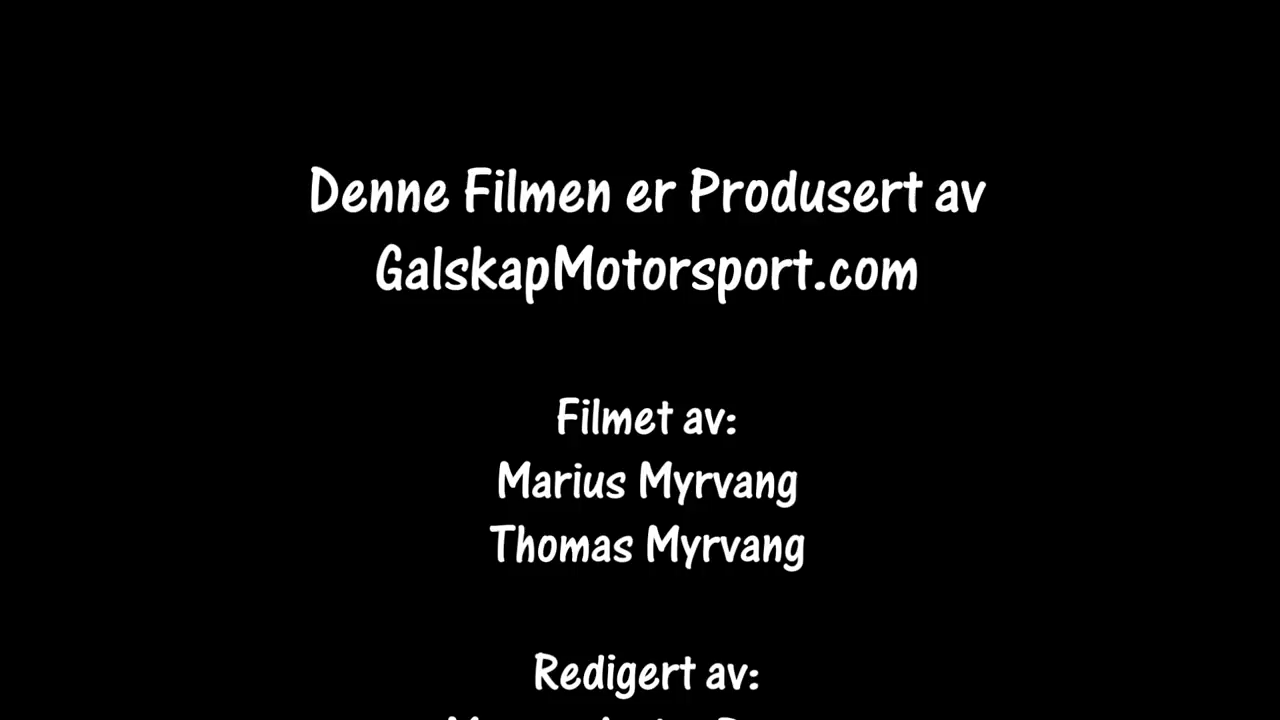 Denne Filmen er Produsert av
GalskapMotorsport.com
Filmet av:
Marius Myrvang
Thomas Myrvang
Redigert av: